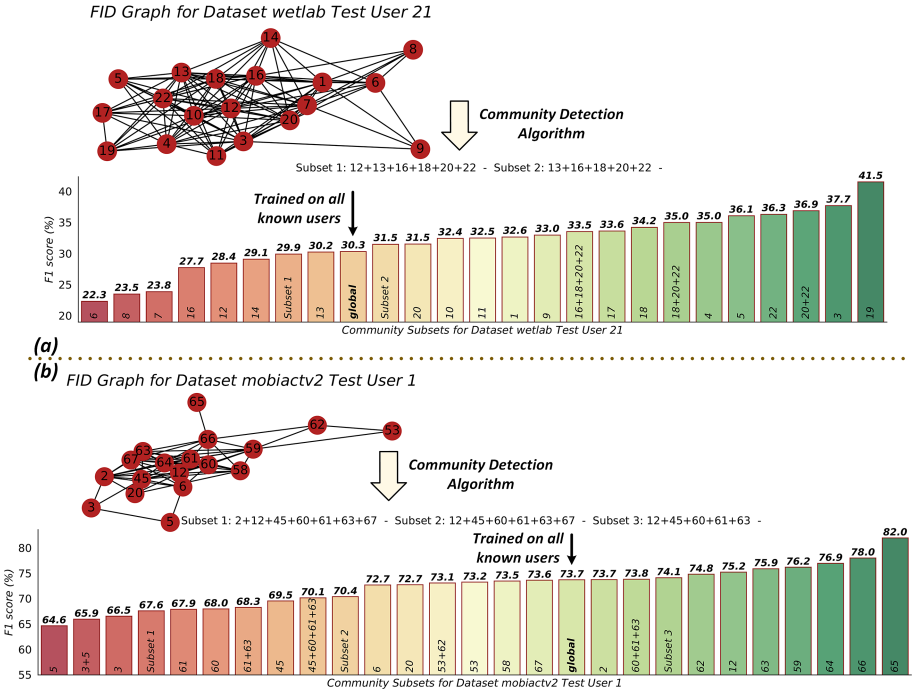 FID Graph for Dataset wetlab Test User 21
14
8
13
16
5
18
1
6
22
7
17
10
12
20
19
4
3
9
11
Community Detection
Algorithm
Subset 1: 12+13+16+18+20+22 - Subset 2: 13+16+18+20+22 -
Trained on all
known users
F1 score (%)
40
35
30
25
20
22.3 23.5 23.8 27.7 28.4 29.1 29.9 30.2 30.3 31.5 31.5 32.4 32.5 32.6 33.0 33.5 33.6 34.2 35.0 35.0 36.1 36.3 36.9 37.7 41.5
6 8 7 16 12 14 Subset 1 13 global Subset 2 20 10 11 1 9 16+18+20+22 17 18 18+20+22 4 5 22 20+22 3 19
Community Subsets for Dataset wetlab Test User 21
(a)
(b)
FID Graph for Dataset mobiactv2 Test User 1
65
62
53
66
63
59
67
64
61
60
58
2
45
12
20
6
3
5
Community Detection
Algorithm
Subset 1: 2+12+45+60+61+63+67 - Subset 2: 12+45+60+61+63+67 - Subset 3: 12+45+60+61+63 -
Trained on all
known users
F1 score (%)
80
75
70
65
60
55
64.6 65.9 66.5 67.6 67.9 68.0 68.3 69.5 70.1 70.4 72.7 72.7 73.1 73.2 73.5 73.6 73.7 73.7 73.8 74.1 74.8 75.2 75.9 76.2 76.9 78.0 82.0
5 3+5 3 Subset 1 61 60 61+63 45 45+60+61+63 Subset 2 6 20 53+62 53 58 67 global 2 60+61+63 Subset 3 62 12 63 59 64 66 65
Community Subsets for Dataset mobiactv2 Test User 1